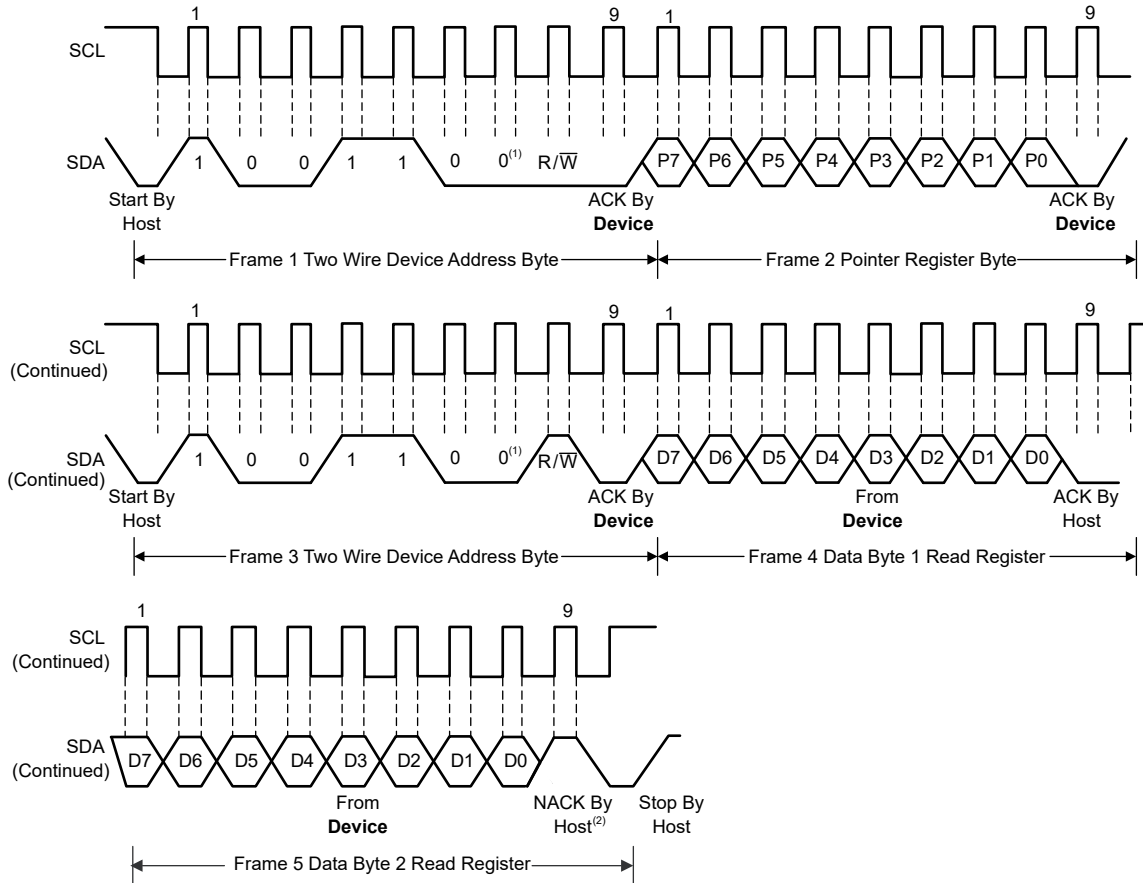 1 9 1 9
SCL
SDA
1 0 0 1 1 0 0(1) R/W̅ P7 P6 P5 P4 P3 P2 P1 P0
Start By
Host
ACK By
Device
ACK By
Device
Frame 1 Two Wire Device Address Byte
Frame 2 Pointer Register Byte
1 9 1 9
SCL
(Continued)
SDA
(Continued)
1 0 0 1 1 0 0(1) R/W̅ D7 D6 D5 D4 D3 D2 D1 D0
Start By
Host
ACK By
Device
From
Device
ACK By
Host
Frame 3 Two Wire Device Address Byte
Frame 4 Data Byte 1 Read Register
1 9
SCL
(Continued)
SDA
(Continued)
D7 D6 D5 D4 D3 D2 D1 D0
From
Device
NACK By
Host(2)
Stop By
Host
Frame 5 Data Byte 2 Read Register